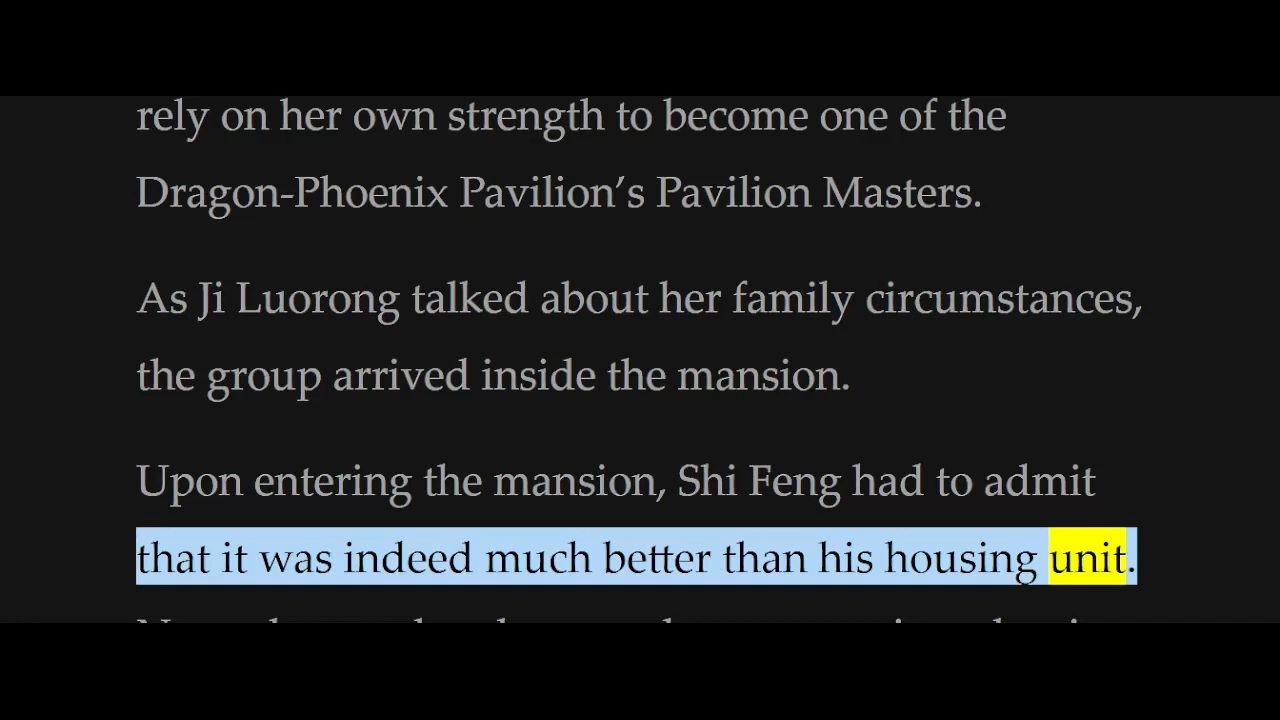 rely on her own strength to become one of the
Dragon-Phoenix Pavilion’s Pavilion Masters.
As Ji Luorong talked about her family circumstances,
the group arrived inside the mansion.
Upon entering the mansion, Shi Feng had to admit
that it was indeed much better than his housing unit.